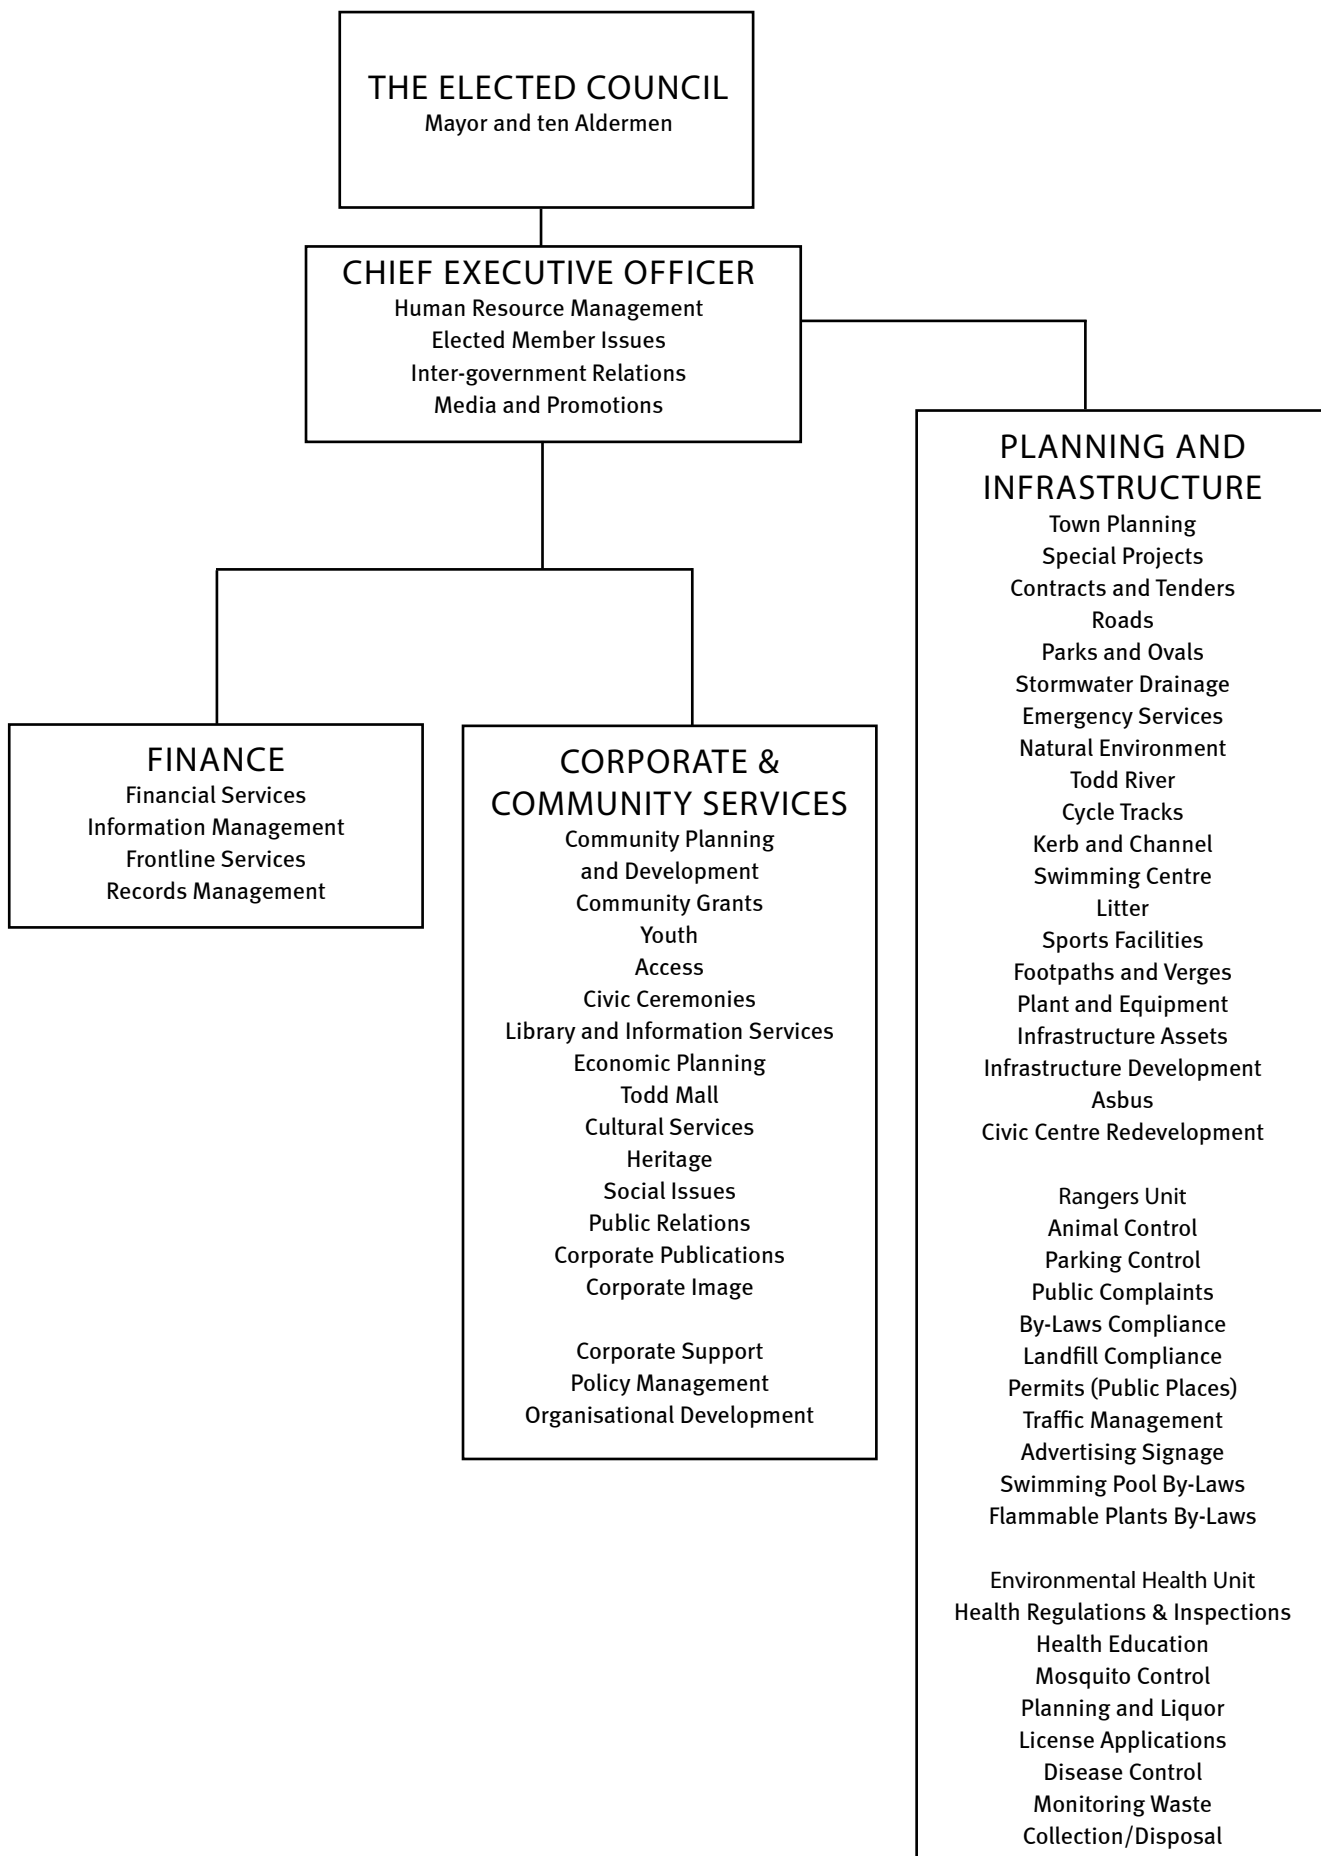 THE ELECTED COUNCIL
Mayor and ten Aldermen
CHIEF EXECUTIVE OFFICER
Human Resource Management
Elected Member Issues
Inter-government Relations
Media and Promotions
FINANCE
Financial Services
Information Management
Frontline Services
Records Management
CORPORATE &
COMMUNITY SERVICES
Community Planning
and Development
Community Grants
Youth
Access
Civic Ceremonies
Library and Information Services
Economic Planning
Todd Mall
Cultural Services
Heritage
Social Issues
Public Relations
Corporate Publications
Corporate Image
Corporate Support
Policy Management
Organisational Development
PLANNING AND
INFRASTRUCTURE
Town Planning
Special Projects
Contracts and Tenders
Roads
Parks and Ovals
Stormwater Drainage
Emergency Services
Natural Environment
Todd River
Cycle Tracks
Kerb and Channel
Swimming Centre
Litter
Sports Facilities
Footpaths and Verges
Plant and Equipment
Infrastructure Assets
Infrastructure Development
Asbus
Civic Centre Redevelopment
Rangers Unit
Animal Control
Parking Control
Public Complaints
By-Laws Compliance
Landfill Compliance
Permits (Public Places)
Traffic Management
Advertising Signage
Swimming Pool By-Laws
Flammable Plants By-Laws
Environmental Health Unit
Health Regulations & Inspections
Health Education
Mosquito Control
Planning and Liquor
License Applications
Disease Control
Monitoring Waste
Collection/Disposal